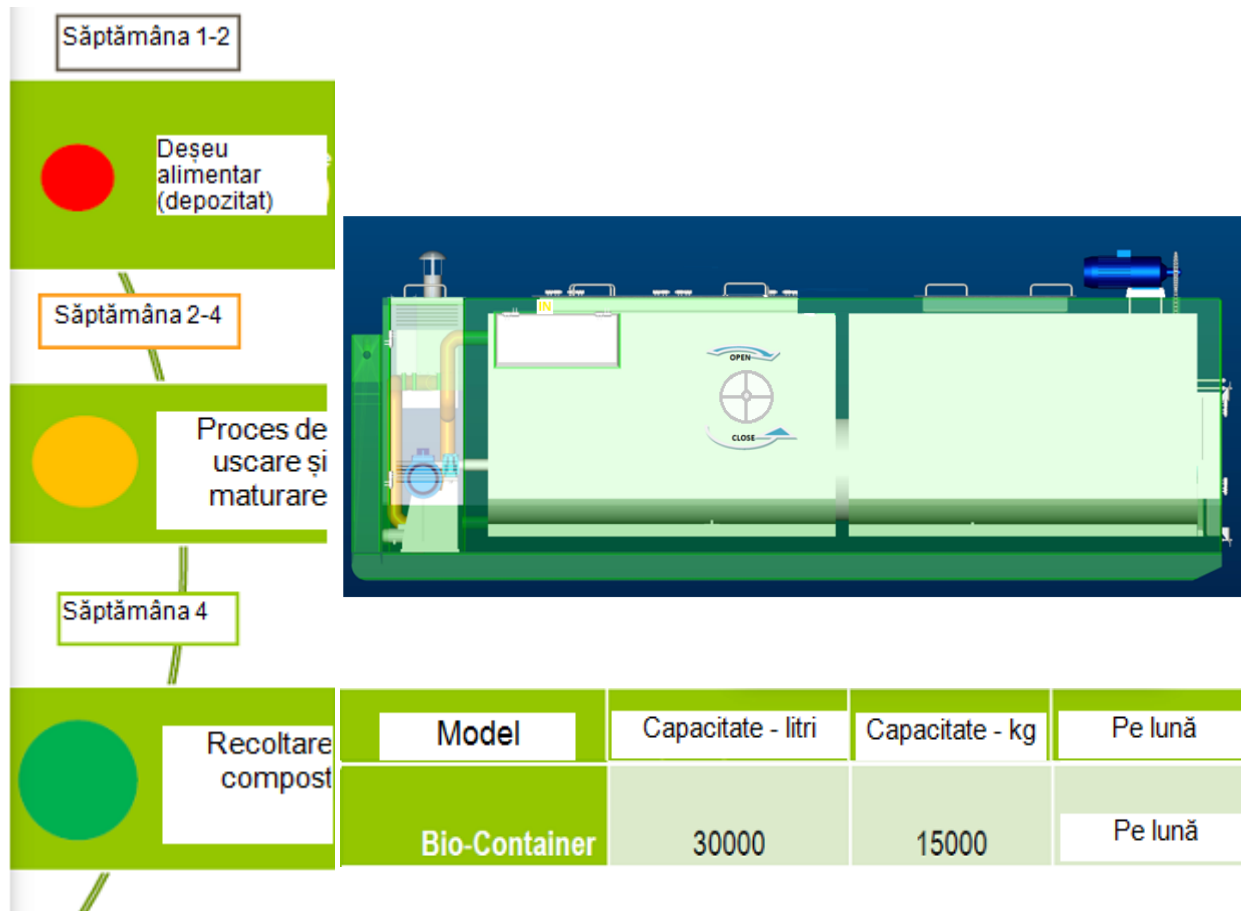 Săptămâna 1-2
Deșeu
alimentar
(depozitat)
Săptămâna 2-4
Proces de
uscare și
maturare
Săptămâna 4
Recoltare
compost
IN
OPEN
CLOSE
Model
Capacitate - litri
Capacitate - kg
Pe lună
Bio-Container
30000
15000
Pe lună